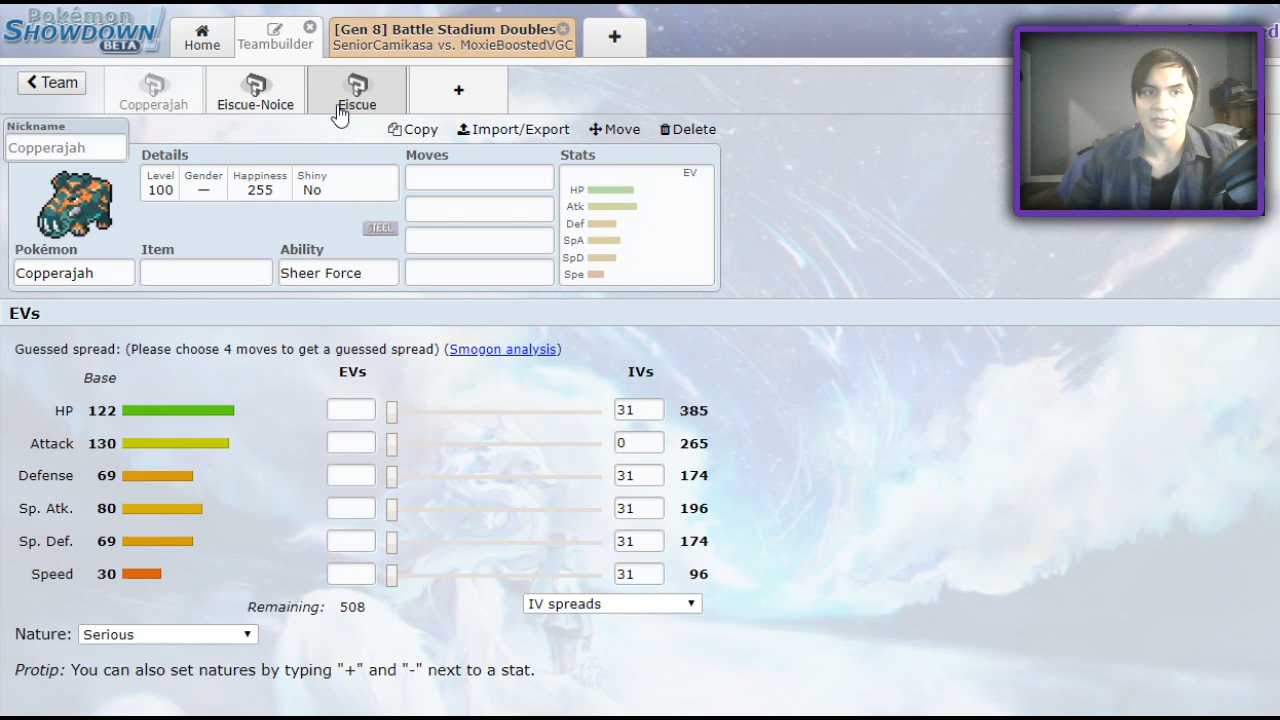 Pokémon
SHOWDOWN!
BETA
Home
Teambuilder
[Gen 8] Battle Stadium Doubles
SeniorCamikasa vs. MoxieBoostedVGC
+
Team
Copperajah
Eiscue-Noice
Eiscue
+
Copy
Import/Export
Move
Delete
Nickname
Copperajah
Details
Level
Gender
Happiness
Shiny
100
—
255
No
STEEL
Pokémon
Item
Ability
Copperajah
Sheer Force
Moves
Stats
EV
HP
Atk
Def
SpA
SpD
Spe
EVs
Guessed spread: (Please choose 4 moves to get a guessed spread) (Smogon analysis)
Base
EVs
IVs
HP 122 31 385
Attack 130 0 265
Defense 69 31 174
Sp. Atk. 80 31 196
Sp. Def. 69 31 174
Speed 30 31 96
Remaining: 508
IV spreads
Nature: Serious
Protip: You can also set natures by typing "+" and "-" next to a stat.